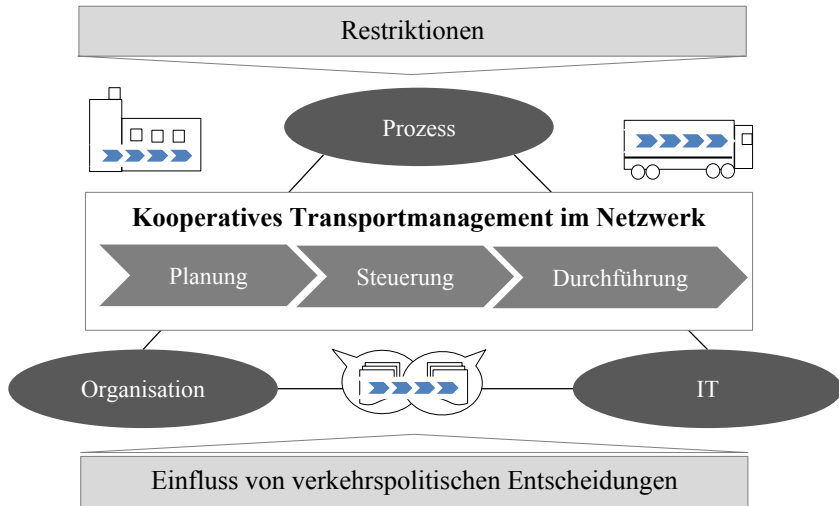 Restriktionen
Prozess
Kooperatives Transportmanagement im Netzwerk
Planung
Steuerung
Durchführung
Organisation
IT
Einfluss von verkehrspolitischen Entscheidungen